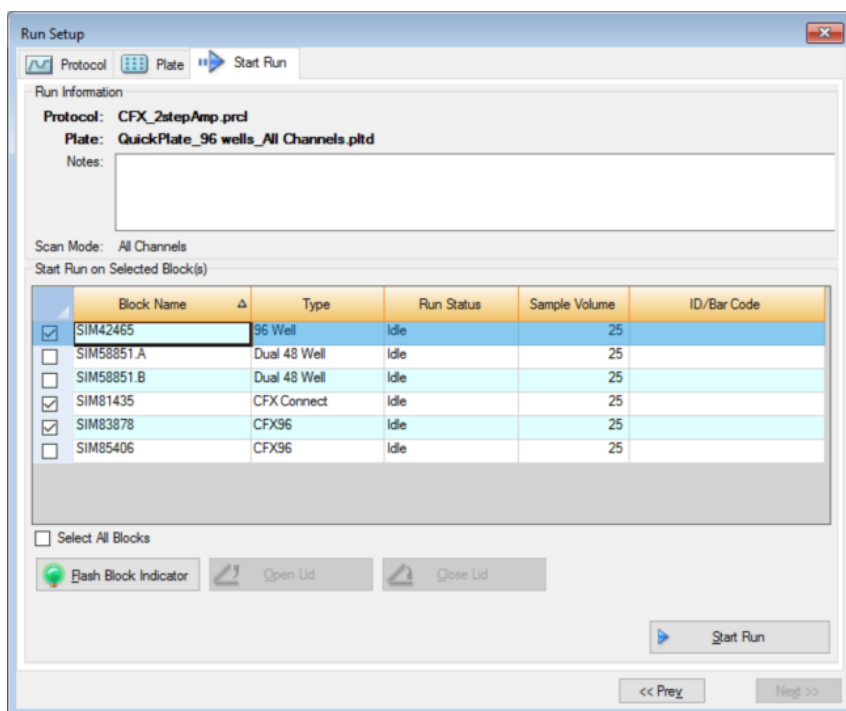 Run Setup
Protocol Plate Start Run
Run Information
Protocol: CFX_2stepAmp.prcl
Plate: QuickPlate_96 wells_All Channels.pltd
Notes:
Scan Mode: All Channels
Start Run on Selected Block(s)
Block Name Type Run Status Sample Volume ID/Bar Code
SIM42465 96 Well Idle 25
SIM58851.A Dual 48 Well Idle 25
SIM58851.B Dual 48 Well Idle 25
SIM81435 CFX Connect Idle 25
SIM83878 CFX96 Idle 25
SIM85406 CFX96 Idle 25
Select All Blocks
Flash Block Indicator Open Lid Close Lid
Start Run
<< Prev Next >>